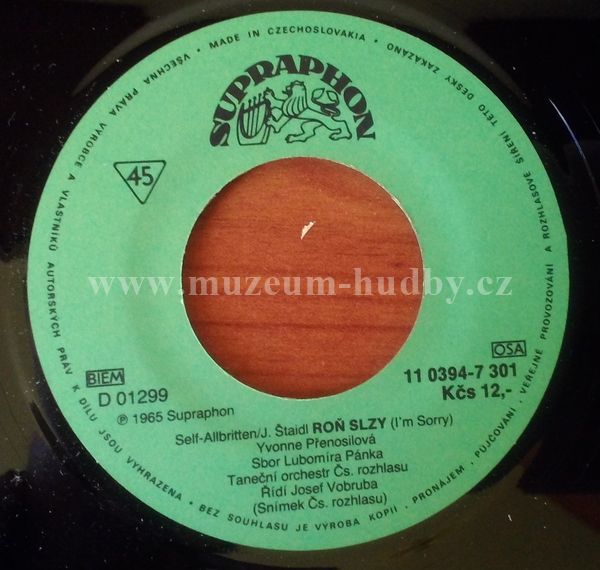 VŠECHNA PRÁVA VÝROBCE A VLASTNÍKŮ AUTORSKÝCH PRÁV K DÍLU JSOU VYHRAZENA • BEZ SOUHLASU JE VÝROBA KOPIÍ • PRONÁJEM • PŮJČOVÁNÍ • VEŘEJNÉ PROVOZOVÁNÍ A ROZHLASOVÉ ŠÍŘENÍ TÉTO DESKY ZAKÁZÁNO • MADE IN CZECHOSLOVAKIA •
SUPRAPHON
45
www.muzeum-hudby.cz
BIEM
D 01299
℗ 1965 Supraphon
OSA
11 0394-7 301
Kčs 12,-
Self-Allbritten/J. Štaidl ROŇ SLZY (I'm Sorry)
Yvonne Přenosilová
Sbor Lubomíra Pánka
Taneční orchestr Čs. rozhlasu
Řídí Josef Vobruba
(Snímek Čs. rozhlasu)